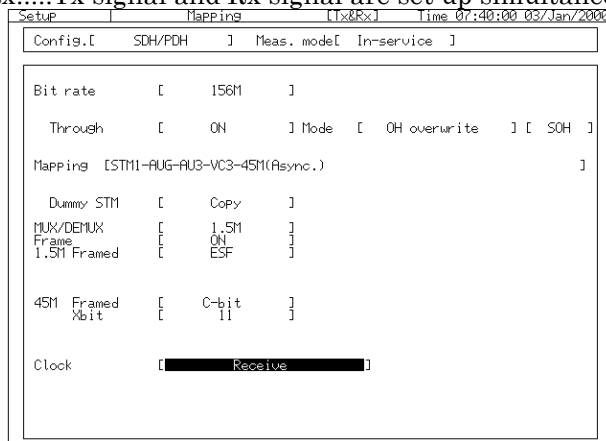 x.....Tx signal and Rx signal are set up simultaneo
Setup Mapping [Tx&Rx] Time 07:40:00 03/Jan/2000
Config.[ SDH/PDH ] Meas. mode[ In-service ]
Bit rate [ 156M ]
Through [ ON ] Mode [ OH overwrite ] [ SOH ]
Mapping [STM1-AUG-AU3-VC3-45M(Async.) ]
Dummy STM [ Copy ]
MUX/DEMUX [ 1.5M ]
Frame [ ON ]
1.5M Framed [ ESF ]
45M Framed [ C-bit ]
Xbit [ 11 ]
Clock [ Receive ]